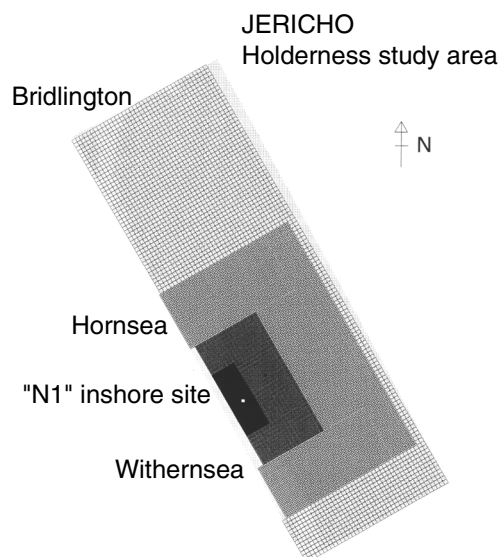 JERICHO
Holderness study area
Bridlington
N
Hornsea
"N1" inshore site
Withernsea